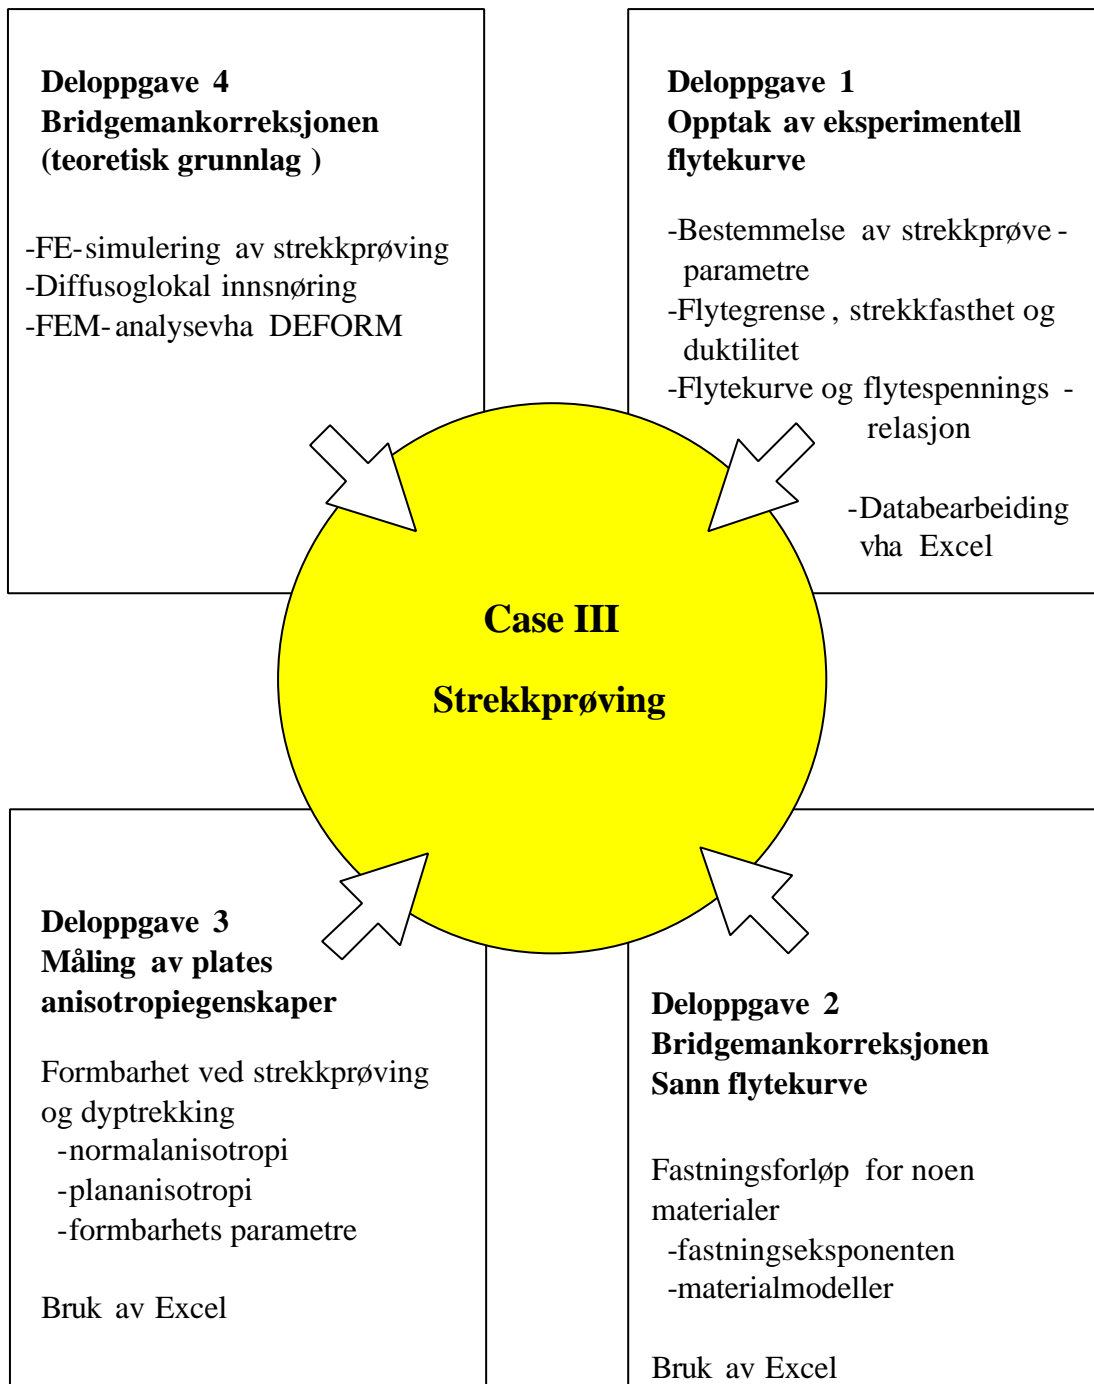 Deloppgave 4
Bridgemankorreksjonen
(teoretisk grunnlag )
-FE-simulering av strekkprøving
-Diffusoglokal innsnøring
-FEM-analysevha DEFORM
Deloppgave 1
Opptak av eksperimentell
flytekurve
-Bestemmelse av strekkprøve -
parametre
-Flytegrense , strekkfasthet og
duktilitet
-Flytekurve og flytespennings -
relasjon
-Databearbeiding
vha Excel
Case III
Strekkprøving
Deloppgave 3
Måling av plates
anisotropiegenskaper
Formbarhet ved strekkprøving
og dyptrekking
-normalanisotropi
-plananisotropi
-formbarhets parametre
Bruk av Excel
Deloppgave 2
Bridgemankorreksjonen
Sann flytekurve
Fastningsforløp for noen
materialer
-fastningseksponenten
-materialmodeller
Bruk av Excel